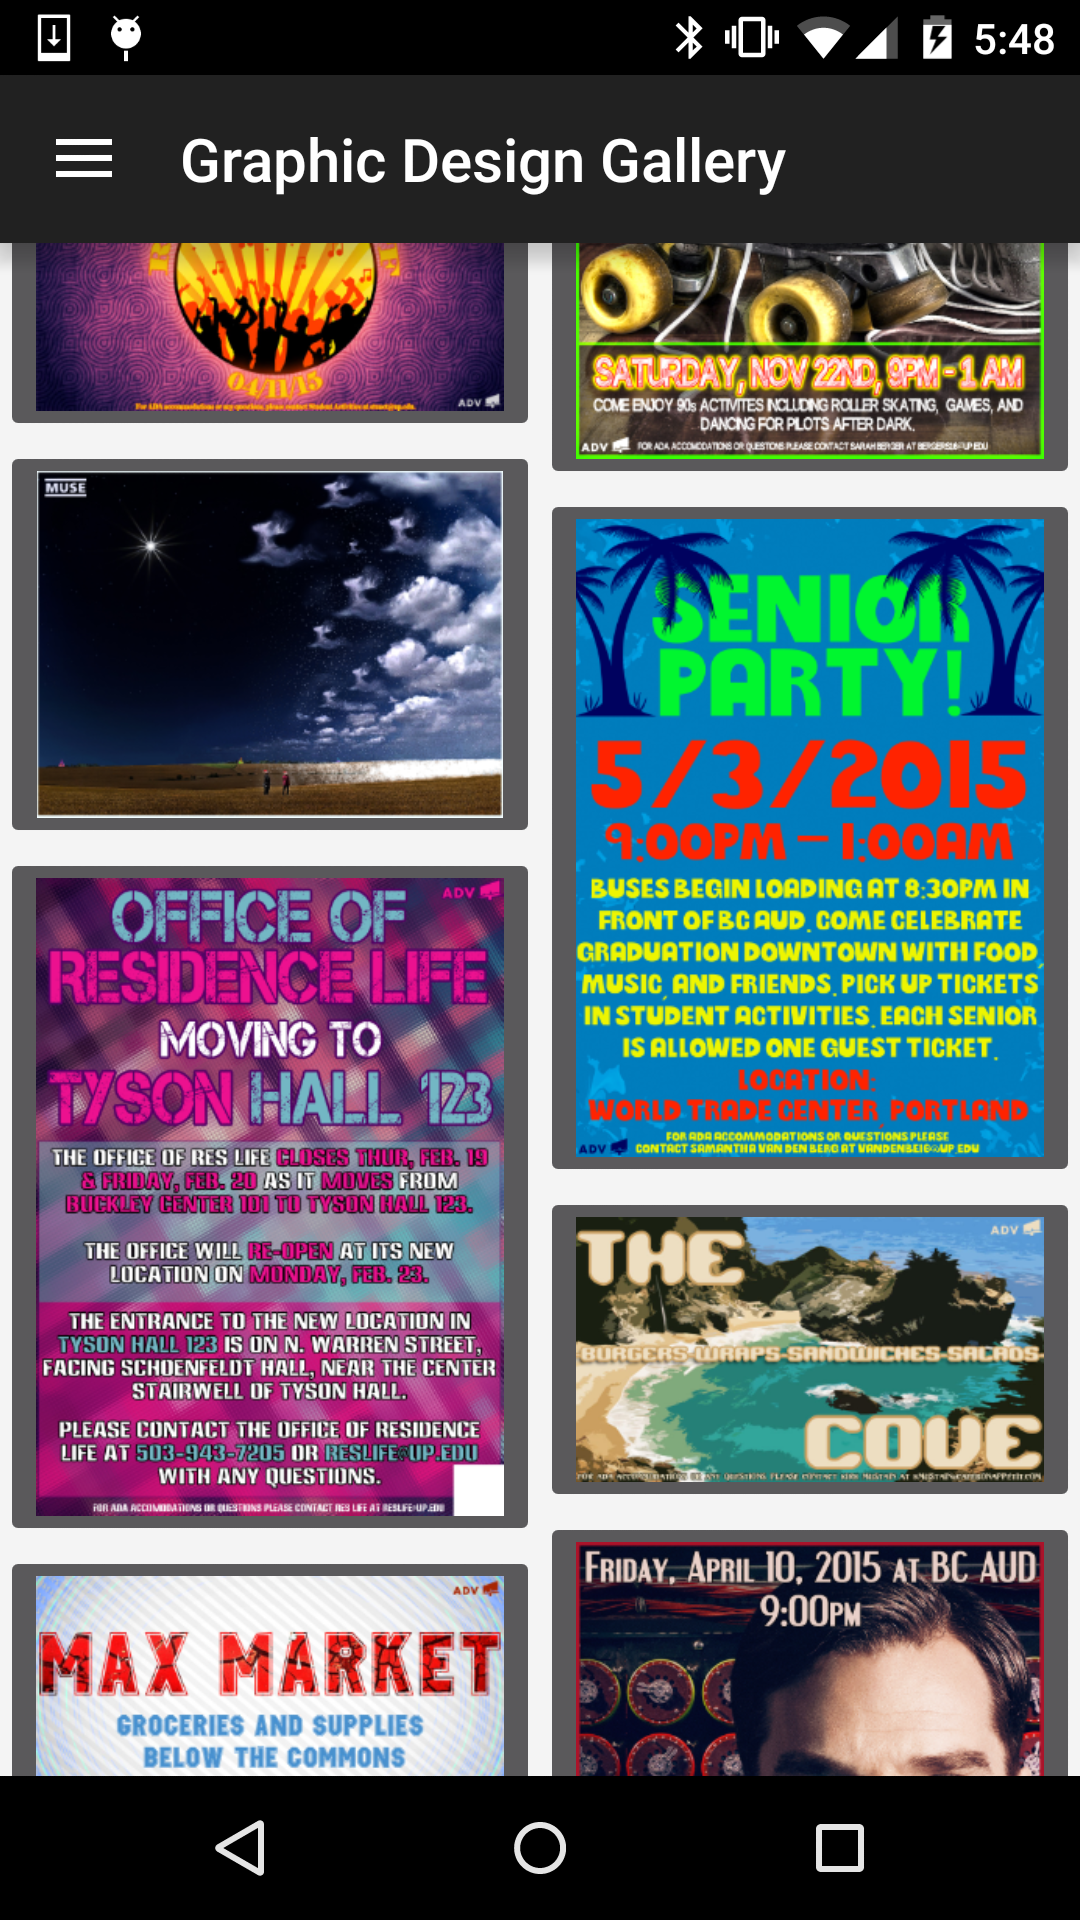 5:48
Graphic Design Gallery
04/11/15
ADV
SATURDAY, NOV 22ND, 9PM - 1 AM
COME ENJOY 90s ACTIVITES INCLUDING ROLLER SKATING, GAMES, AND
DANCING FOR PILOTS AFTER DARK.
ADV FOR ADA ACCOMODATIONS OR QUESTIONS PLEASE CONTACT SARAH BERGER AT
MUSE
SENIOR
PARTY!
5/3/2015
9:00PM – 1:00AM
BUSES BEGIN LOADING AT 8:30PM IN
FRONT OF BC AUD. COME CELEBRATE
GRADUATION DOWNTOWN WITH FOOD,
MUSIC, AND FRIENDS. PICK UP TICKETS
IN STUDENT ACTIVITIES. EACH SENIOR
IS ALLOWED ONE GUEST TICKET.
LOCATION:
WORLD TRADE CENTER, PORTLAND
FOR ADA ACCOMMODATIONS OR QUESTIONS PLEASE
ADV CONTACT SAMANTHA VAN DEN BERG AT VANDENBE16@UP.EDU
ADV
OFFICE OF
RESIDENCE LIFE
MOVING TO
TYSON HALL 123
THE OFFICE OF RES LIFE CLOSES THUR, FEB. 19
& FRIDAY, FEB. 20 AS IT MOVES FROM
BUCKLEY CENTER 101 TO TYSON HALL 123.
THE OFFICE WILL RE-OPEN AT ITS NEW
LOCATION ON MONDAY, FEB. 23.
THE ENTRANCE TO THE NEW LOCATION IN
TYSON HALL 123 IS ON N. WARREN STREET,
FACING SCHOENFELDT HALL, NEAR THE CENTER
STAIRWELL OF TYSON HALL.
PLEASE CONTACT THE OFFICE OF RESIDENCE
LIFE AT 503-943-7205 OR RESLIFE@UP.EDU
WITH ANY QUESTIONS.
FOR ADA ACCOMODATIONS OR QUESTIONS PLEASE CONTACT RES LIFE AT RESLIFE@UP.EDU
ADV
THE
BURGERS-WRAPS-SANDWICHES-SALADS
COVE
ADV
MAX MARKET
GROCERIES AND SUPPLIES
BELOW THE COMMONS
FRIDAY, APRIL 10, 2015 AT BC AUD
9:00PM